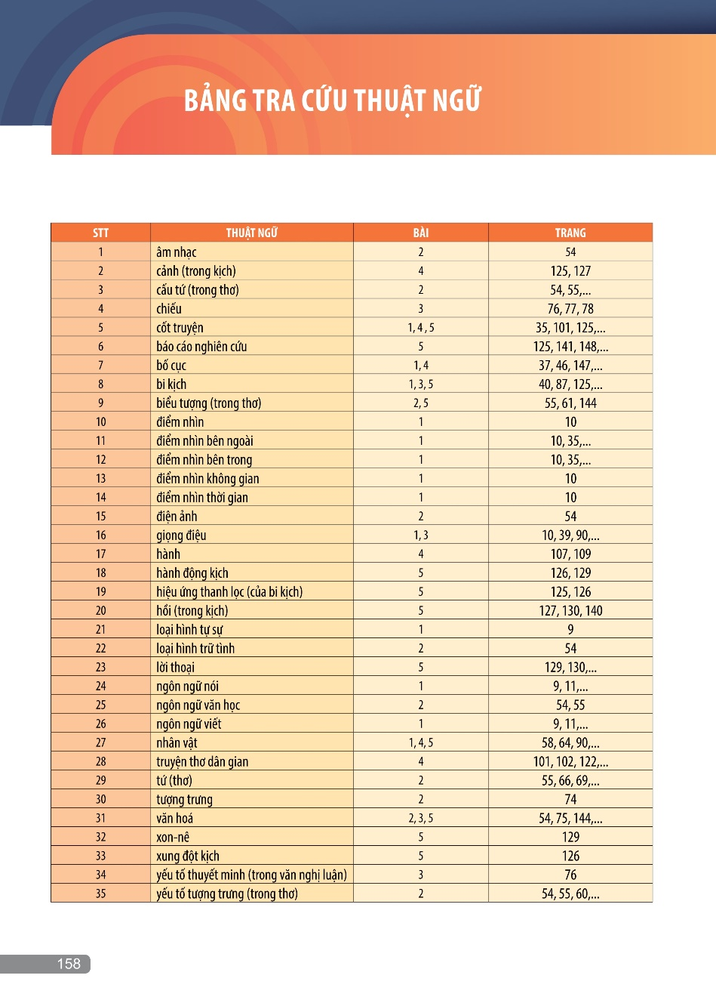 BẢNG TRA CỨU THUẬT NGỮ
STT THUẬT NGỮ BÀI TRANG
1 âm nhạc 2 54
2 cảnh (trong kịch) 4 125, 127
3 cấu tứ (trong thơ) 2 54, 55,...
4 chiếu 3 76, 77, 78
5 cốt truyện 1, 4 , 5 35, 101, 125,...
6 báo cáo nghiên cứu 5 125, 141, 148,...
7 bố cục 1, 4 37, 46, 147,...
8 bi kịch 1, 3, 5 40, 87, 125,...
9 biểu tượng (trong thơ) 2, 5 55, 61, 144
10 điểm nhìn 1 10
11 điểm nhìn bên ngoài 1 10, 35,...
12 điểm nhìn bên trong 1 10, 35,...
13 điểm nhìn không gian 1 10
14 điểm nhìn thời gian 1 10
15 điện ảnh 2 54
16 giọng điệu 1, 3 10, 39, 90,...
17 hành 4 107, 109
18 hành động kịch 5 126, 129
19 hiệu ứng thanh lọc (của bi kịch) 5 125, 126
20 hồi (trong kịch) 5 127, 130, 140
21 loại hình tự sự 1 9
22 loại hình trữ tình 2 54
23 lời thoại 5 129, 130,...
24 ngôn ngữ nói 1 9, 11,...
25 ngôn ngữ văn học 2 54, 55
26 ngôn ngữ viết 1 9, 11,...
27 nhân vật 1, 4, 5 58, 64, 90,...
28 truyện thơ dân gian 4 101, 102, 122,...
29 tứ (thơ) 2 55, 66, 69,...
30 tượng trưng 2 74
31 văn hoá 2, 3, 5 54, 75, 144,...
32 xon-nê 5 129
33 xung đột kịch 5 126
34 yếu tố thuyết minh (trong văn nghị luận) 3 76
35 yếu tố tượng trưng (trong thơ) 2 54, 55, 60,...
158